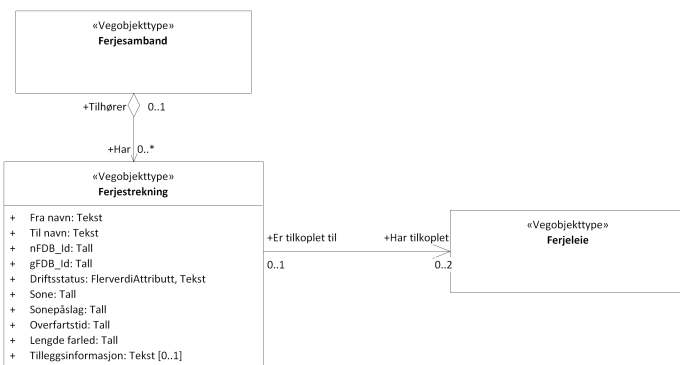 «Vegobjekttype»
Ferjesamband
+Tilhører 0..1
+Har 0..*
«Vegobjekttype»
Ferjestrekning
+ Fra navn: Tekst
+ Til navn: Tekst
+ nFDB_Id: Tall
+ gFDB_Id: Tall
+ Driftsstatus: FlerverdiAttributt, Tekst
+ Sone: Tall
+ Sonepåslag: Tall
+ Overfartstid: Tall
+ Lengde farled: Tall
+ Tilleggsinformasjon: Tekst [0..1]
+Er tilkoplet til +Har tilkoplet
0..1 0..2
«Vegobjekttype»
Ferjeleie